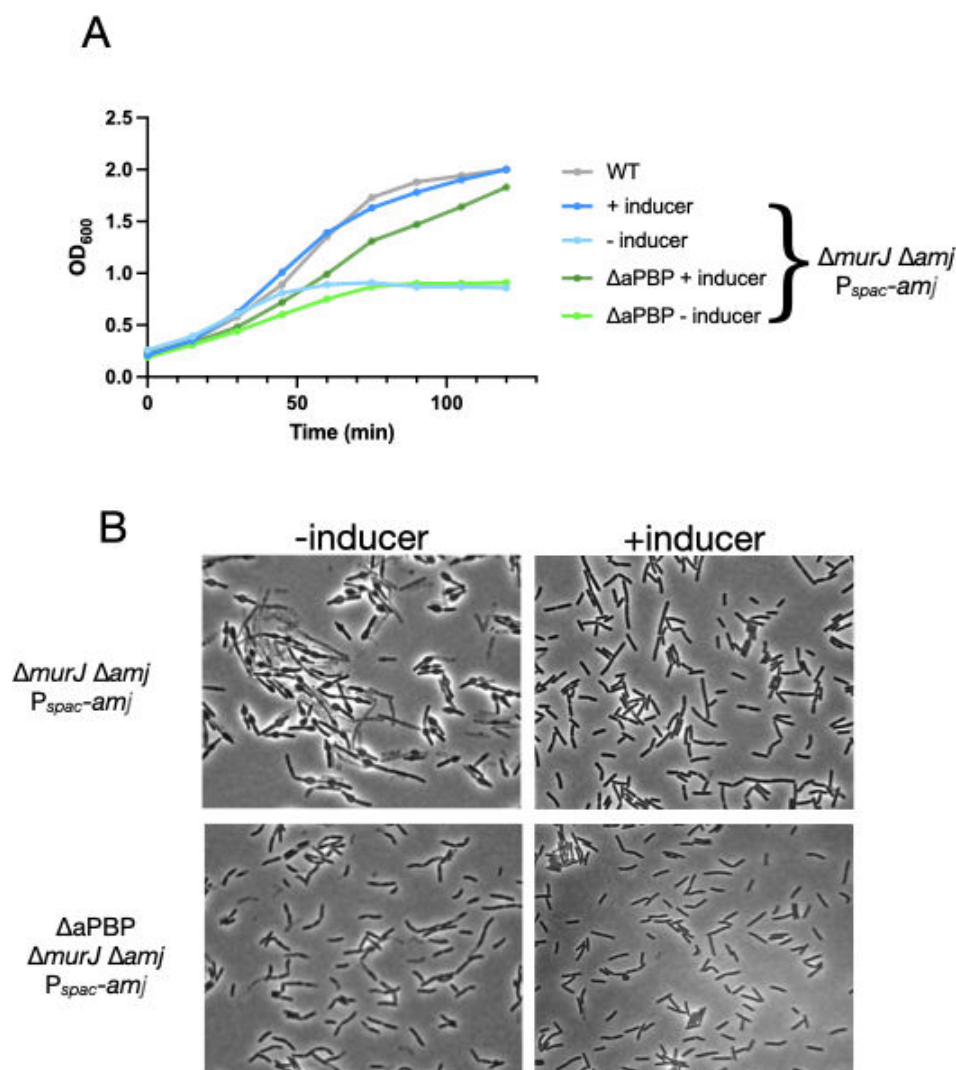 A
2.5
2.0
1.5
1.0
0.5
0.0
OD600
0
50
100
Time (min)
WT
+ inducer
- inducer
ΔaPBP + inducer
ΔaPBP - inducer
ΔmurJ Δamj
Pspac-amj
B
-inducer
+inducer
ΔmurJ Δamj
Pspac-amj
ΔaPBP
ΔmurJ Δamj
Pspac-amj